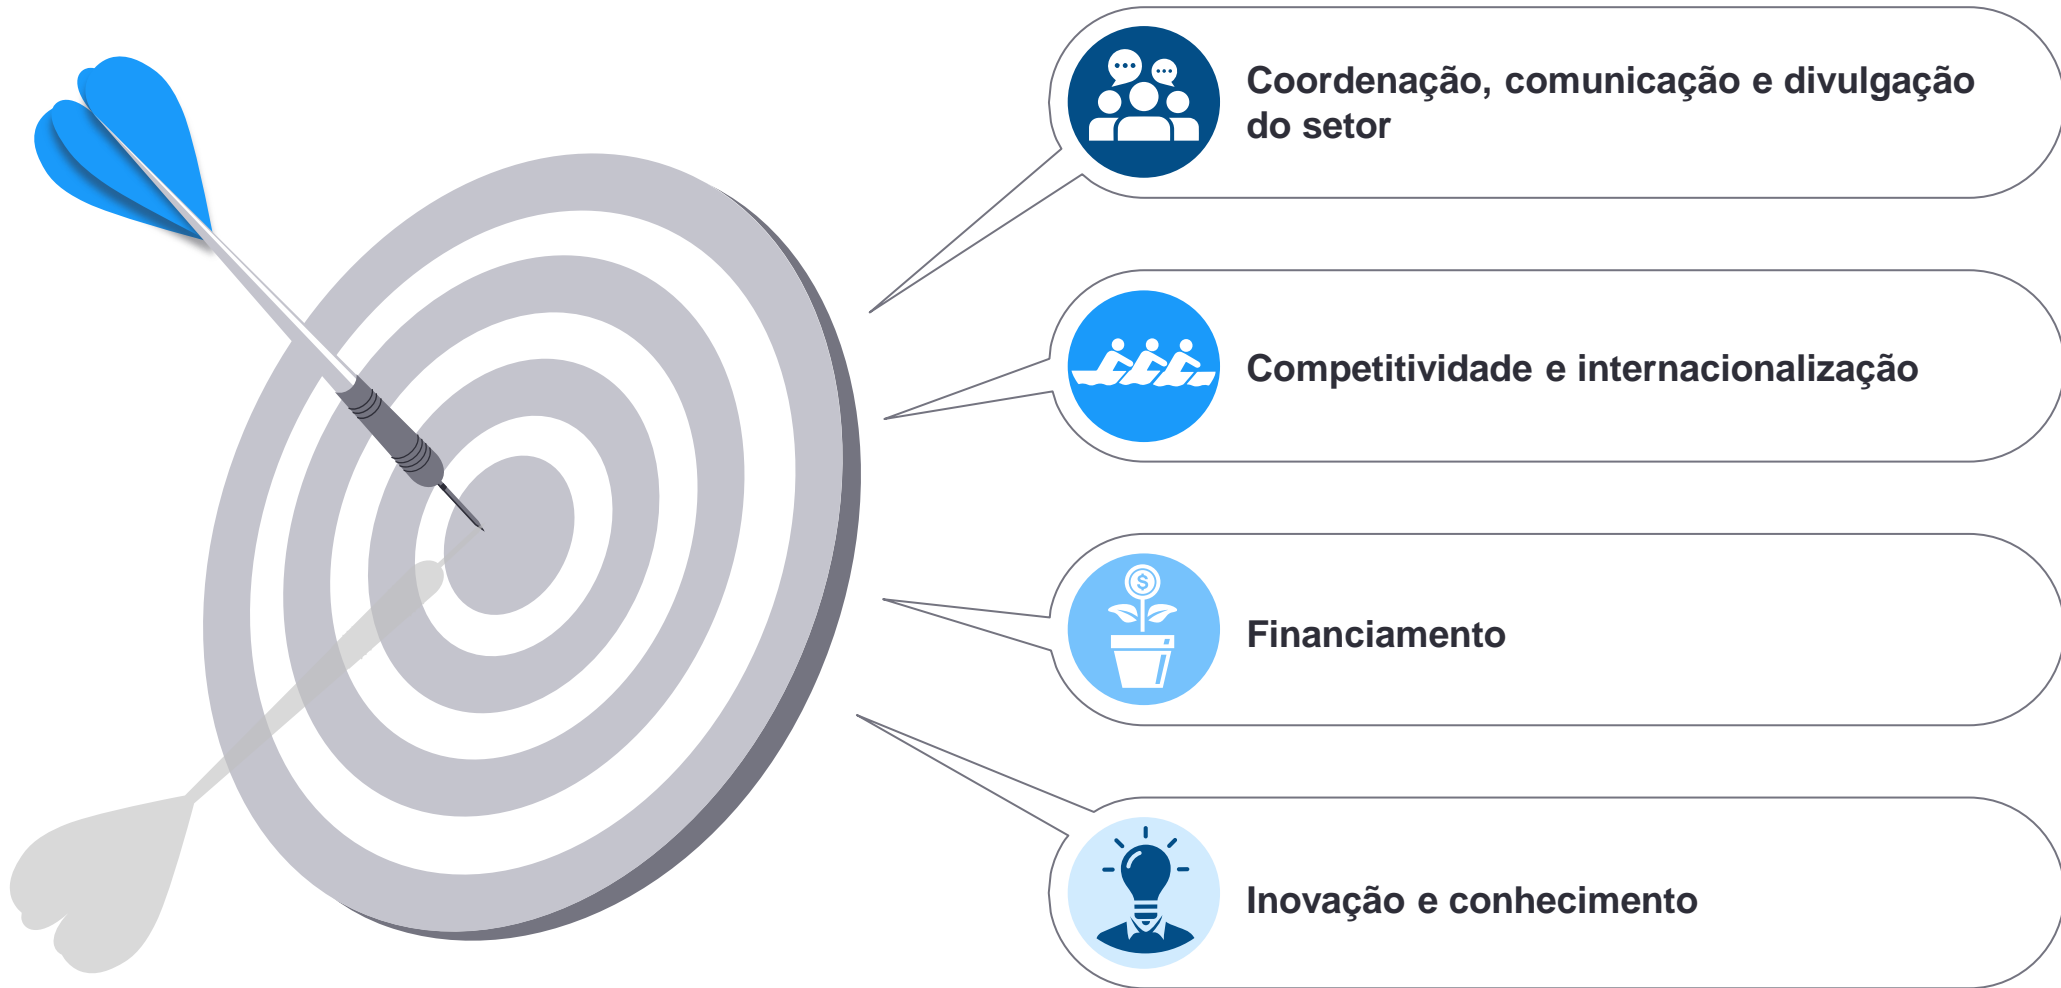 Coordenação, comunicação e divulgação
do setor
Competitividade e internacionalização
$
Financiamento
Inovação e conhecimento